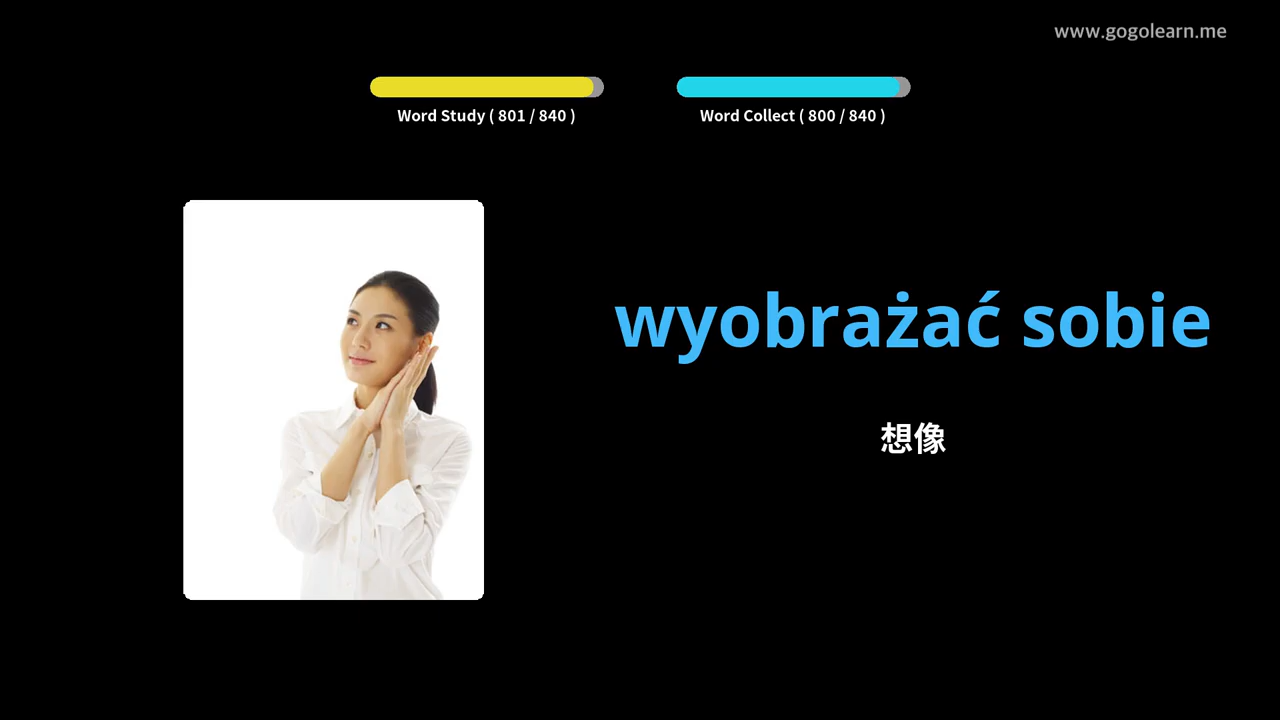 www.gogolearn.me
Word Study ( 801 / 840 )
Word Collect ( 800 / 840 )
wyobrażać sobie
想像